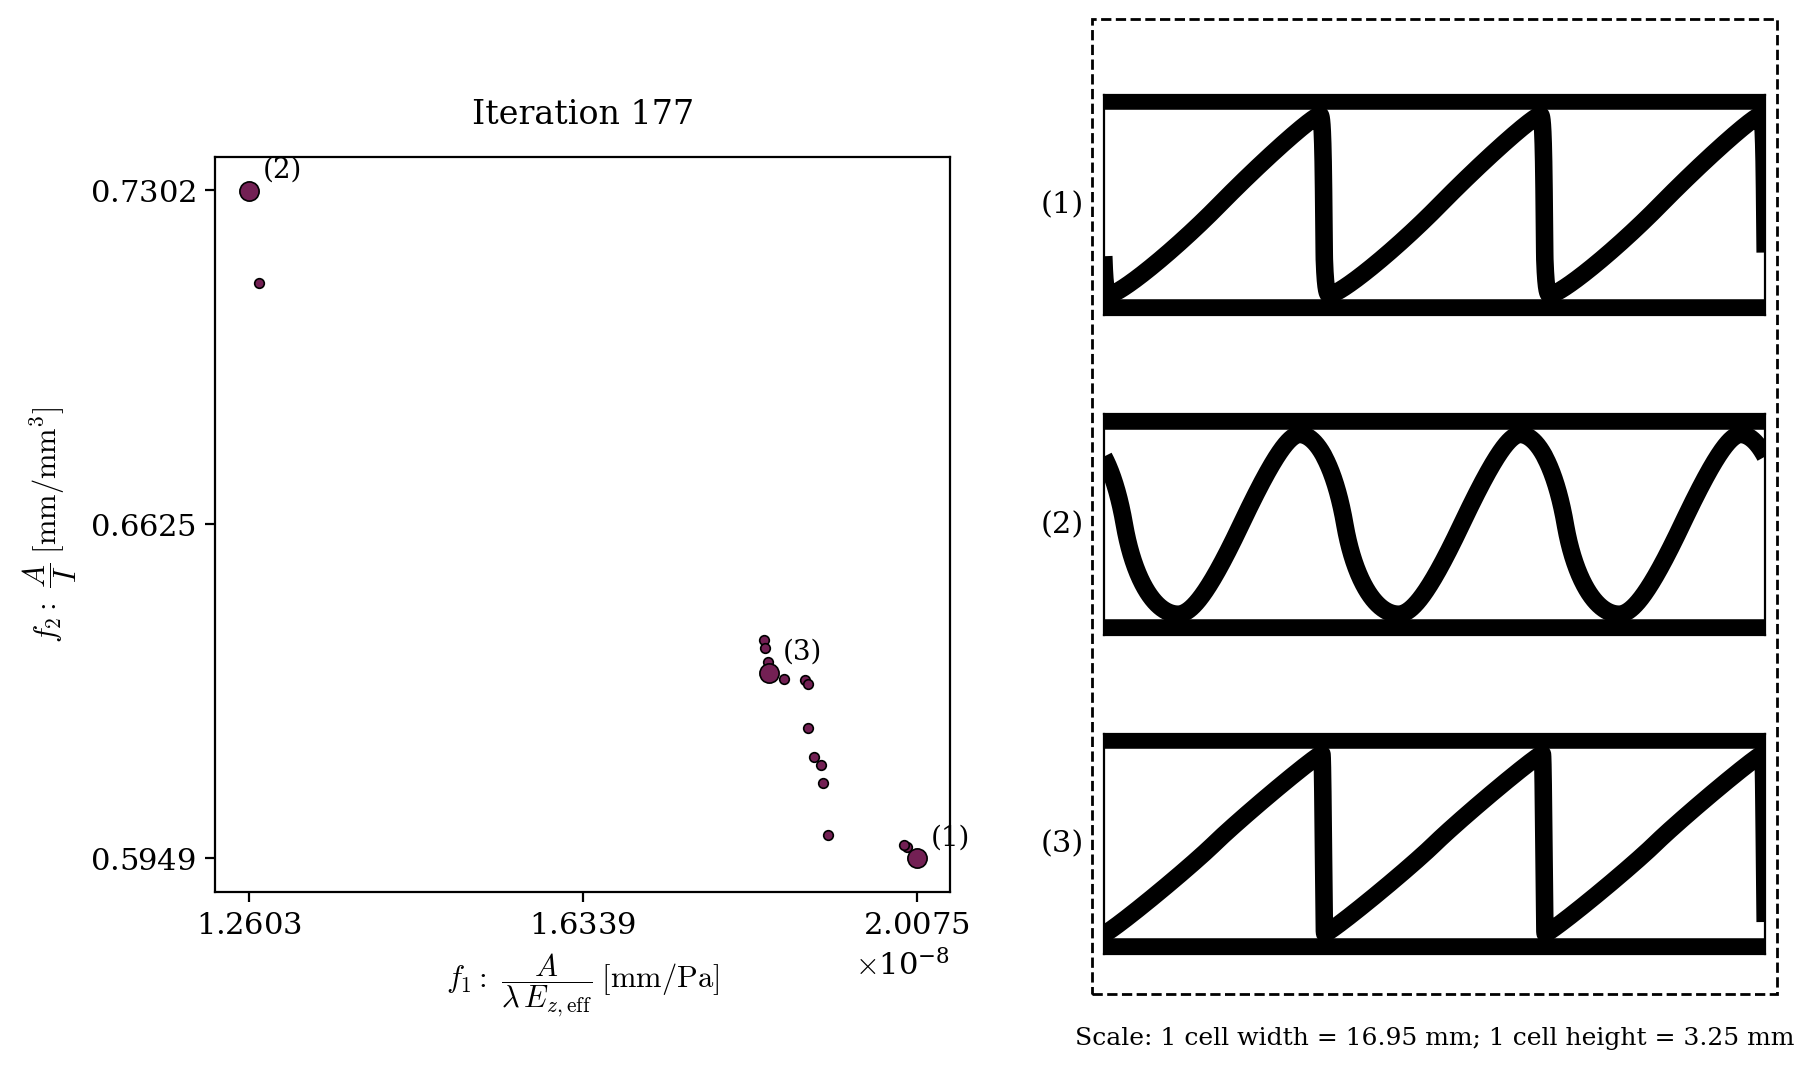 Iteration 177
(2)
0.7302
0.6625
(3)
(1)
0.5949
1.2603 1.6339 2.0075
×10⁻⁸
f₁: A / (λ E_{z, eff}) [mm/Pa]
f₂: A / I [mm/mm³]
(1)
(2)
(3)
Scale: 1 cell width = 16.95 mm; 1 cell height = 3.25 mm